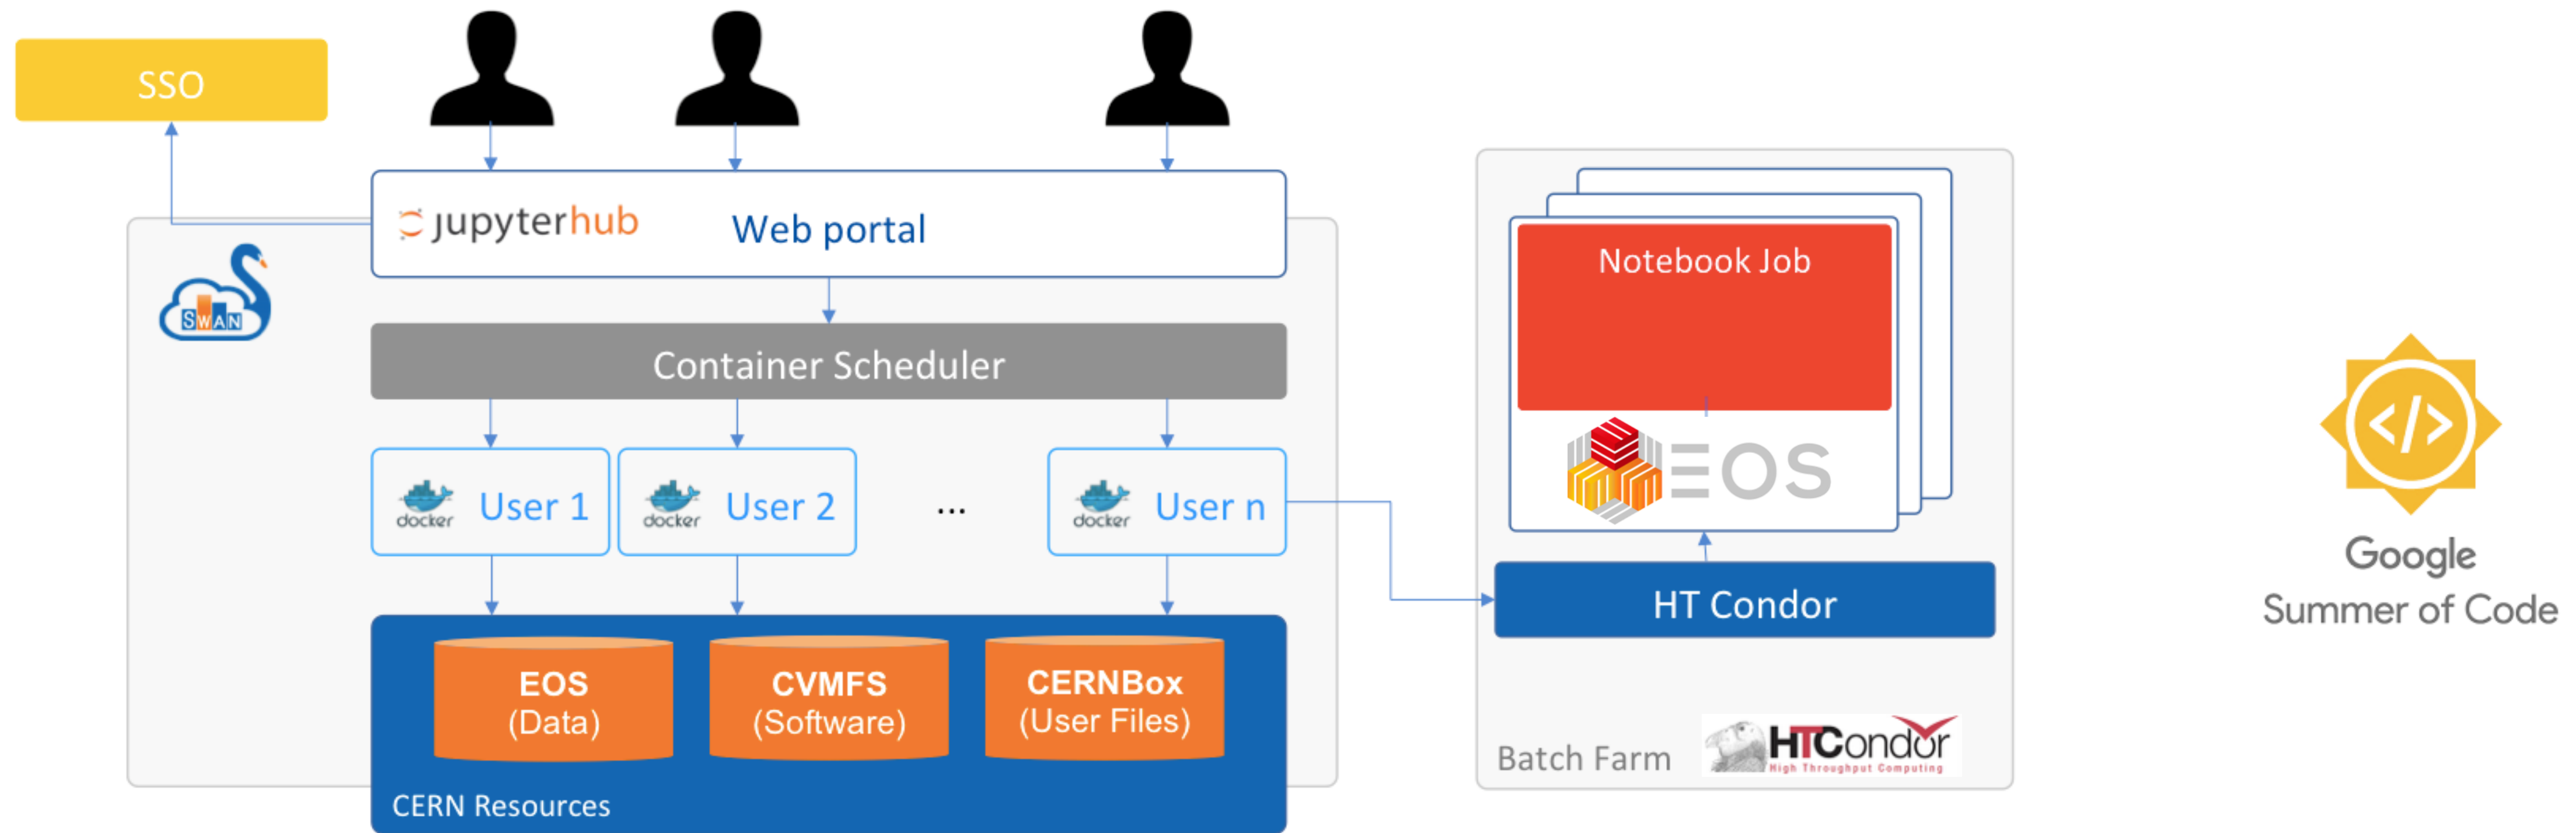 SSO
jupyterhub
Web portal
SWAN
Container Scheduler
docker
User 1
docker
User 2
...
docker
User n
EOS
(Data)
CVMFS
(Software)
CERNBox
(User Files)
CERN Resources
Notebook Job
EOS
HT Condor
Batch Farm
HTCondor
High Throughput Computing
</>
Google
Summer of Code